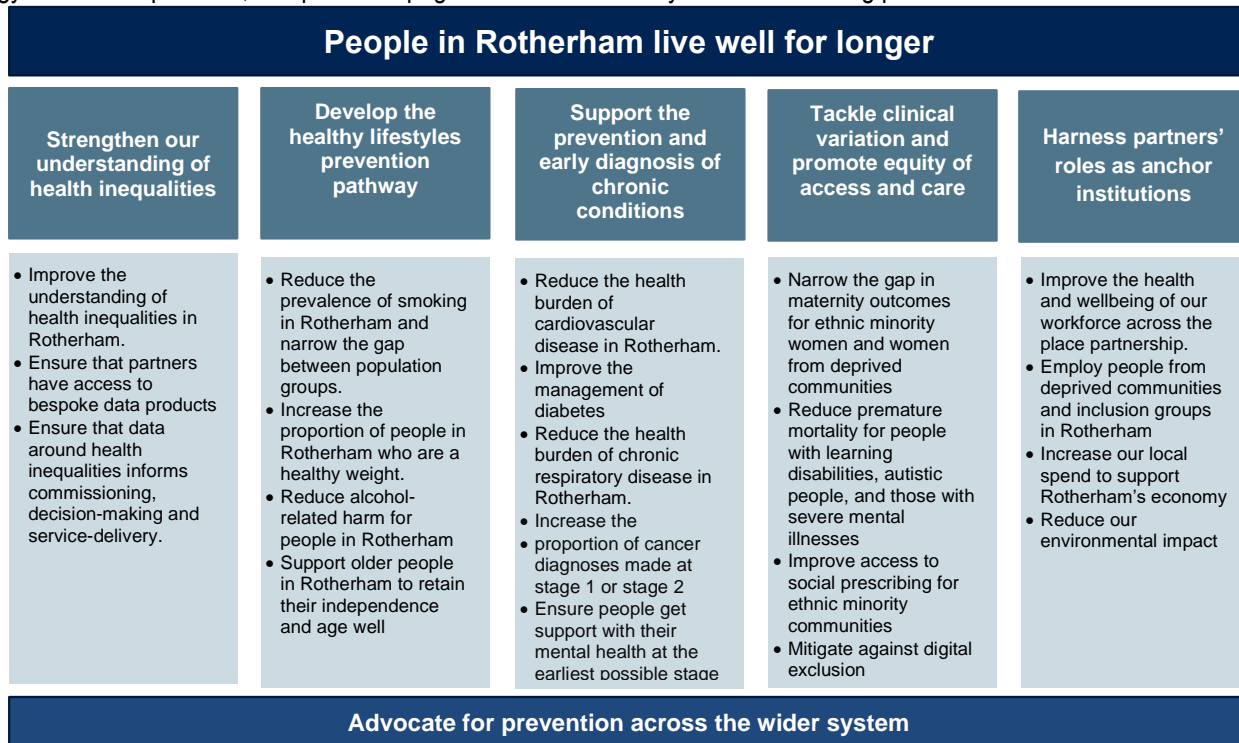 People in Rotherham live well for longer
Strengthen our
understanding of
health inequalities
• Improve the
understanding of
health inequalities in
Rotherham.
• Ensure that partners
have access to
bespoke data products
• Ensure that data
around health
inequalities informs
commissioning,
decision-making and
service-delivery.
Develop the
healthy lifestyles
prevention
pathway
• Reduce the
prevalence of smoking
in Rotherham and
narrow the gap
between population
groups.
• Increase the
proportion of people in
Rotherham who are a
healthy weight.
• Reduce alcohol-
related harm for
people in Rotherham
• Support older people
in Rotherham to retain
their independence
and age well
Support the
prevention and
early diagnosis of
chronic
conditions
• Reduce the health
burden of
cardiovascular
disease in Rotherham.
• Improve the
management of
diabetes
• Reduce the health
burden of chronic
respiratory disease in
Rotherham.
• Increase the
• proportion of cancer
diagnoses made at
stage 1 or stage 2
• Ensure people get
support with their
mental health at the
earliest possible stage
Tackle clinical
variation and
promote equity of
access and care
• Narrow the gap in
maternity outcomes
for ethnic minority
women and women
from deprived
communities
• Reduce premature
mortality for people
with learning
disabilities, autistic
people, and those with
severe mental
illnesses
• Improve access to
social prescribing for
ethnic minority
communities
• Mitigate against digital
exclusion
Harness partners’
roles as anchor
institutions
• Improve the health
and wellbeing of our
workforce across the
place partnership.
• Employ people from
deprived communities
and inclusion groups
in Rotherham
• Increase our local
spend to support
Rotherham’s economy
• Reduce our
environmental impact
Advocate for prevention across the wider system